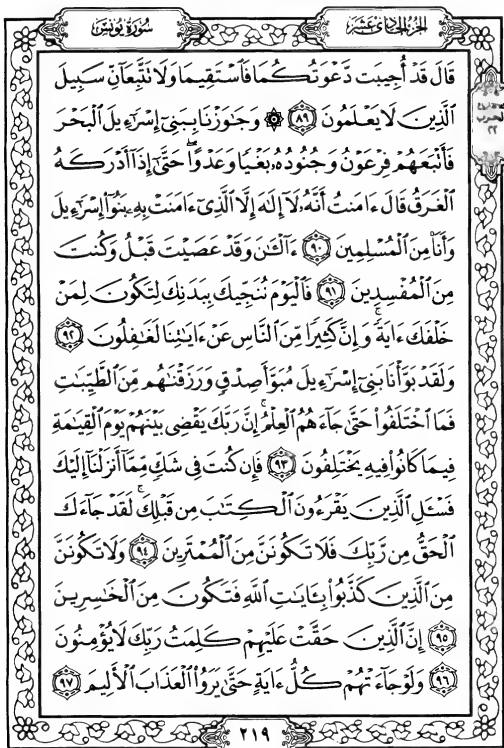 سُورَةُ يُونُسَ
الجُزْءُ الحَادِي عَشَرَ
قَالَ قَدْ أُجِيبَت دَّعْوَتُكُمَا فَٱسْتَقِيمَا وَلَا تَتَّبِعَآنِّ سَبِيلَ
ٱلَّذِينَ لَا يَعْلَمُونَ ٨٩ ۞ وَجَٰوَزْنَا بِبَنِىٓ إِسْرَٰٓءِيلَ ٱلْبَحْرَ
فَأَتْبَعَهُمْ فِرْعَوْنُ وَجُنُودُهُۥ بَغْيًا وَعَدْوًا ۖ حَتَّىٰٓ إِذَآ أَدْرَكَهُ
ٱلْغَرَقُ قَالَ ءَامَنتُ أَنَّهُۥ لَآ إِلَٰهَ إِلَّا ٱلَّذِىٓ ءَامَنَتْ بِهِۦ بَنُوٓا۟ إِسْرَٰٓءِيلَ
وَأَنَا۠ مِنَ ٱلْمُسْلِمِينَ ٩٠ ءَآلْـَٰٔنَ وَقَدْ عَصَيْتَ قَبْلُ وَكُنتَ
مِنَ ٱلْمُفْسِدِينَ ٩١ فَٱلْيَوْمَ نُنَجِّيكَ بِبَدَنِكَ لِتَكُونَ لِمَنْ
خَلْفَكَ ءَايَةً ۚ وَإِنَّ كَثِيرًا مِّنَ ٱلنَّاسِ عَنْ ءَايَٰتِنَا لَغَٰفِلُونَ ٩٢
وَلَقَدْ بَوَّأْنَا بَنِىٓ إِسْرَٰٓءِيلَ مُبَوَّأَ صِدْقٍ وَرَزَقْنَٰهُم مِّنَ ٱلطَّيِّبَٰتِ
فَمَا ٱخْتَلَفُوا۟ حَتَّىٰ جَآءَهُمُ ٱلْعِلْمُ ۚ إِنَّ رَبَّكَ يَقْضِى بَيْنَهُمْ يَوْمَ ٱلْقِيَٰمَةِ
فِيمَا كَانُوا۟ فِيهِ يَخْتَلِفُونَ ٩٣ فَإِن كُنتَ فِى شَكٍّ مِّمَّآ أَنزَلْنَآ إِلَيْكَ
فَسْـَٔلِ ٱلَّذِينَ يَقْرَءُونَ ٱلْكِتَٰبَ مِن قَبْلِكَ ۚ لَقَدْ جَآءَكَ
ٱلْحَقُّ مِن رَّبِّكَ فَلَا تَكُونَنَّ مِنَ ٱلْمُمْتَرِينَ ٩٤ وَلَا تَكُونَنَّ
مِنَ ٱلَّذِينَ كَذَّبُوا۟ بِـَٔايَٰتِ ٱللَّهِ فَتَكُونَ مِنَ ٱلْخَٰسِرِينَ
٩٥ إِنَّ ٱلَّذِينَ حَقَّتْ عَلَيْهِمْ كَلِمَتُ رَبِّكَ لَا يُؤْمِنُونَ
٩٦ وَلَوْ جَآءَتْهُمْ كُلُّ ءَايَةٍ حَتَّىٰ يَرَوُا۟ ٱلْعَذَابَ ٱلْأَلِيمَ ٩٧
٢١٩